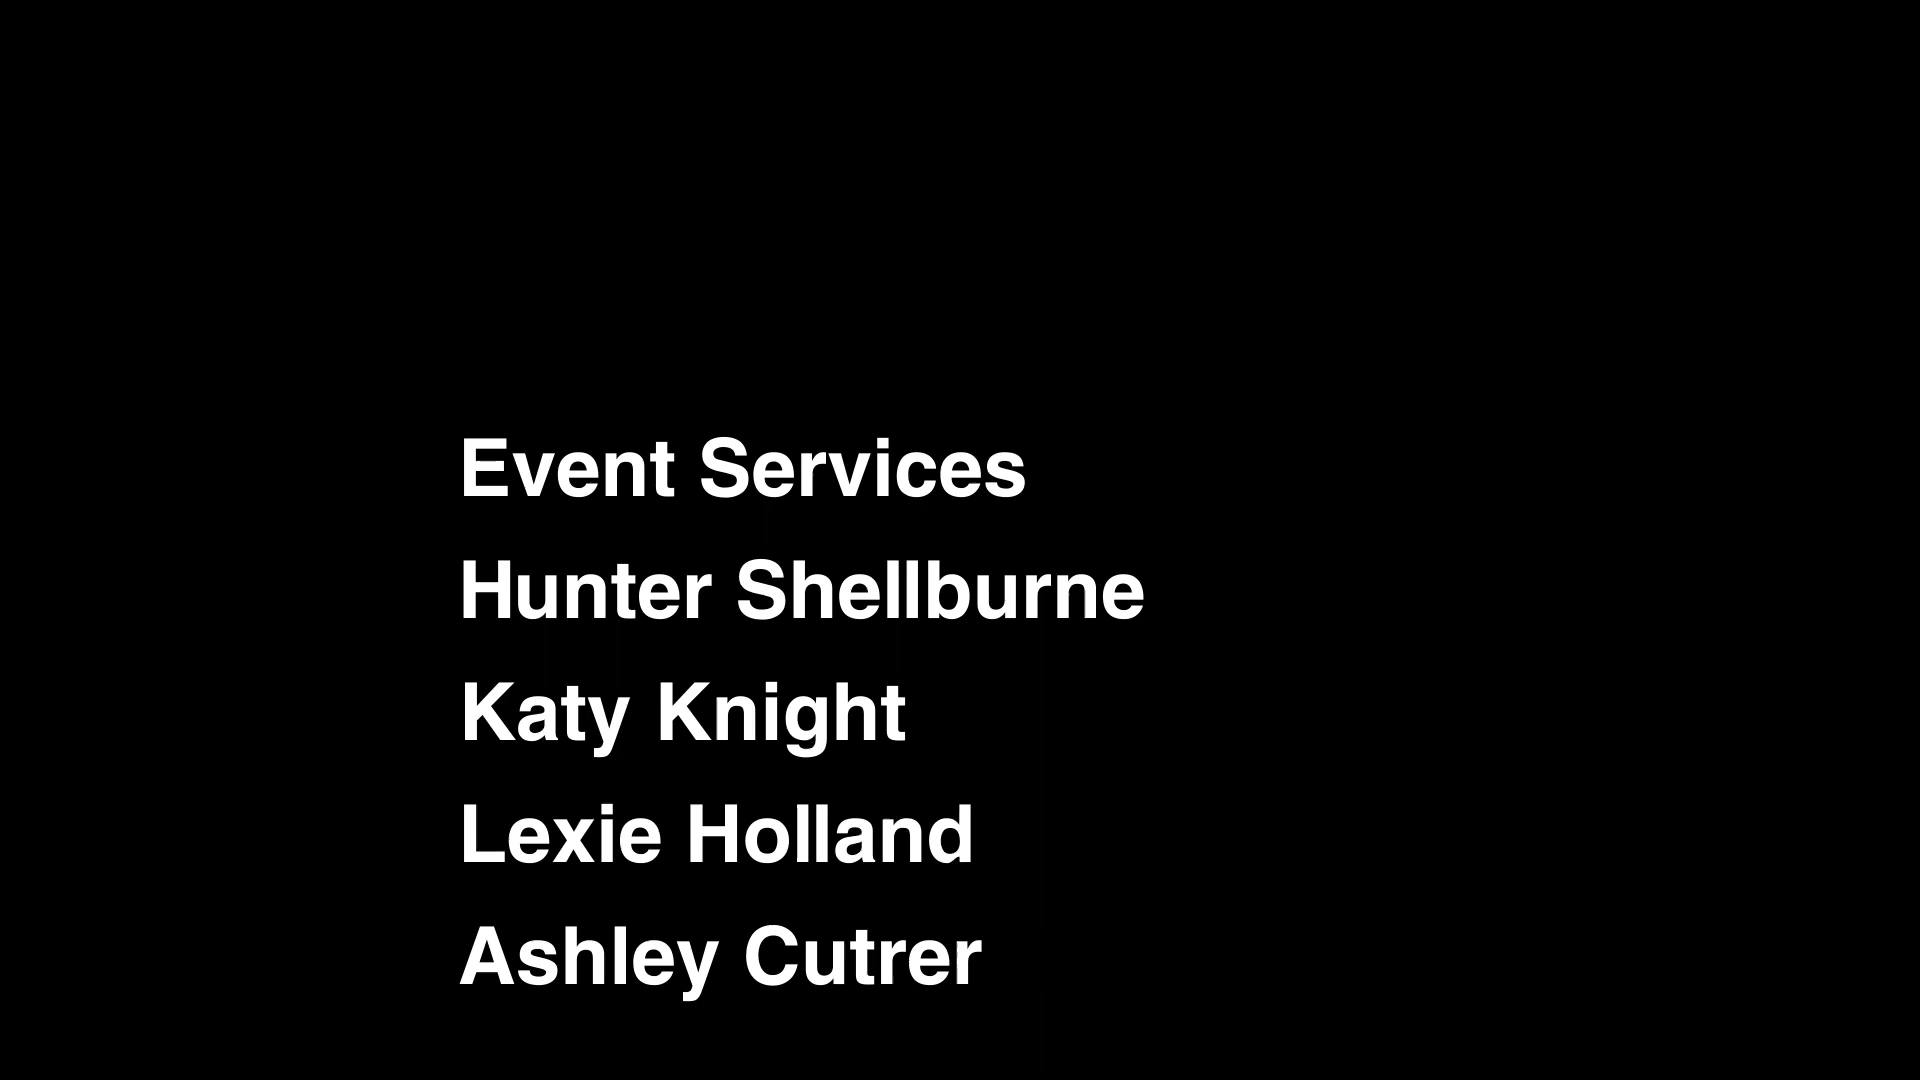 Event Services
Hunter Shellburne
Katy Knight
Lexie Holland
Ashley Cutrer